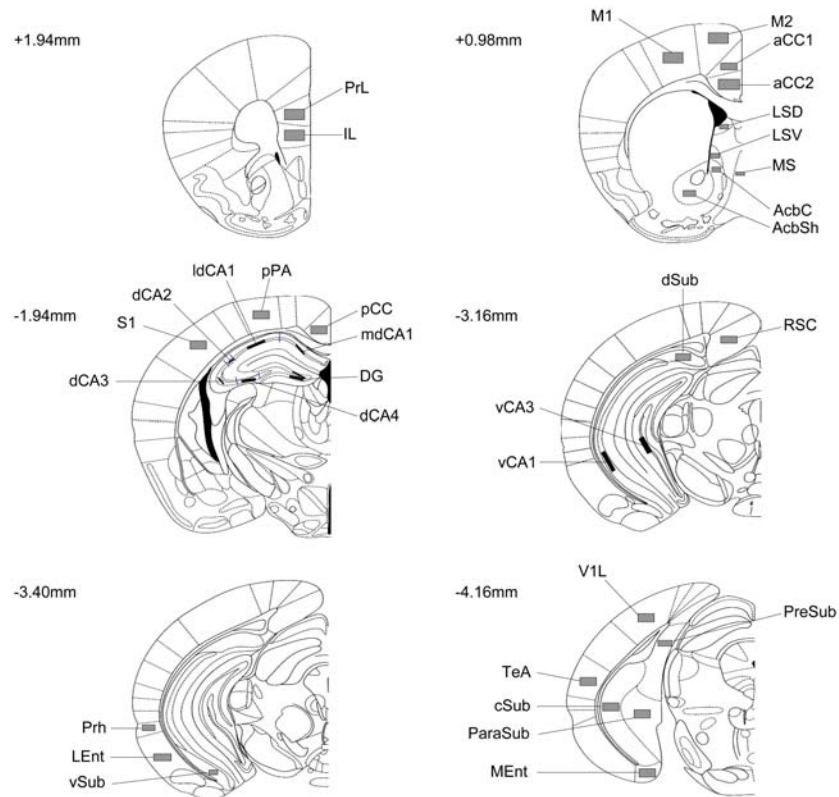 +1.94mm
PrL
IL
+0.98mm
M1
M2
aCC1
aCC2
LSD
LSV
MS
AcbC
AcbSh
-1.94mm
ldCA1
pPA
dCA2
pCC
S1
mdCA1
dCA3
DG
dCA4
-3.16mm
dSub
RSC
vCA3
vCA1
-3.40mm
Prh
LEnt
vSub
-4.16mm
V1L
PreSub
TeA
cSub
ParaSub
MEnt